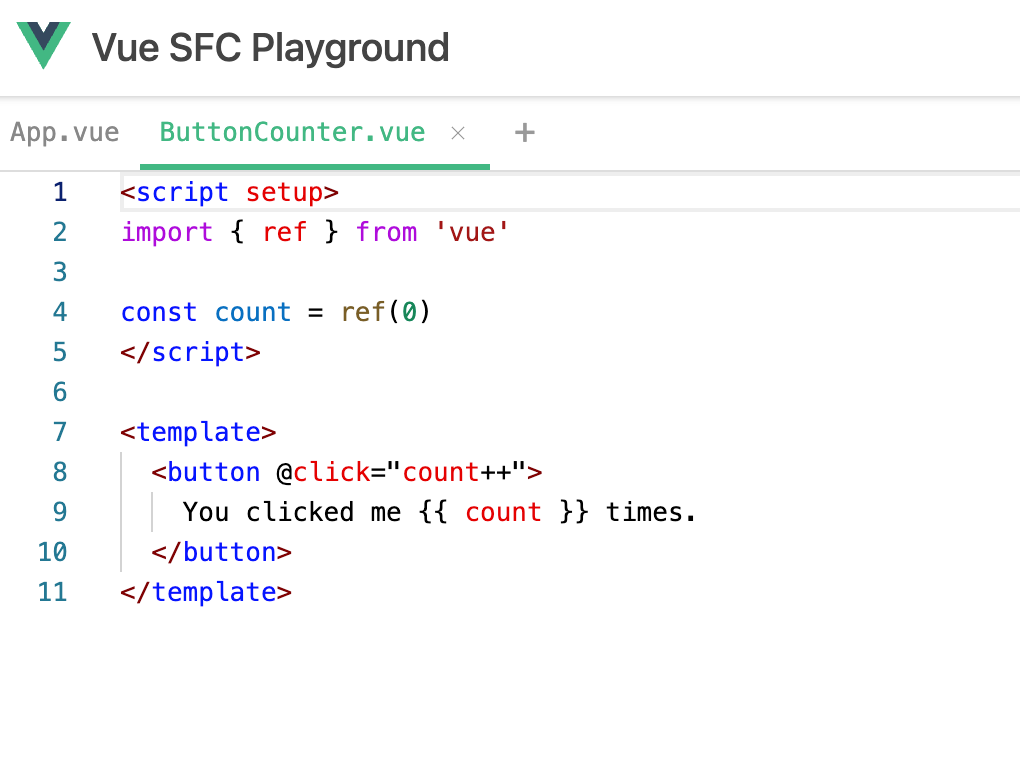 Vue SFC Playground
App.vue ButtonCounter.vue × +
1 <script setup>
2 import { ref } from 'vue'
3
4 const count = ref(0)
5 </script>
6
7 <template>
8   <button @click="count++">
9     You clicked me {{ count }} times.
10   </button>
11 </template>